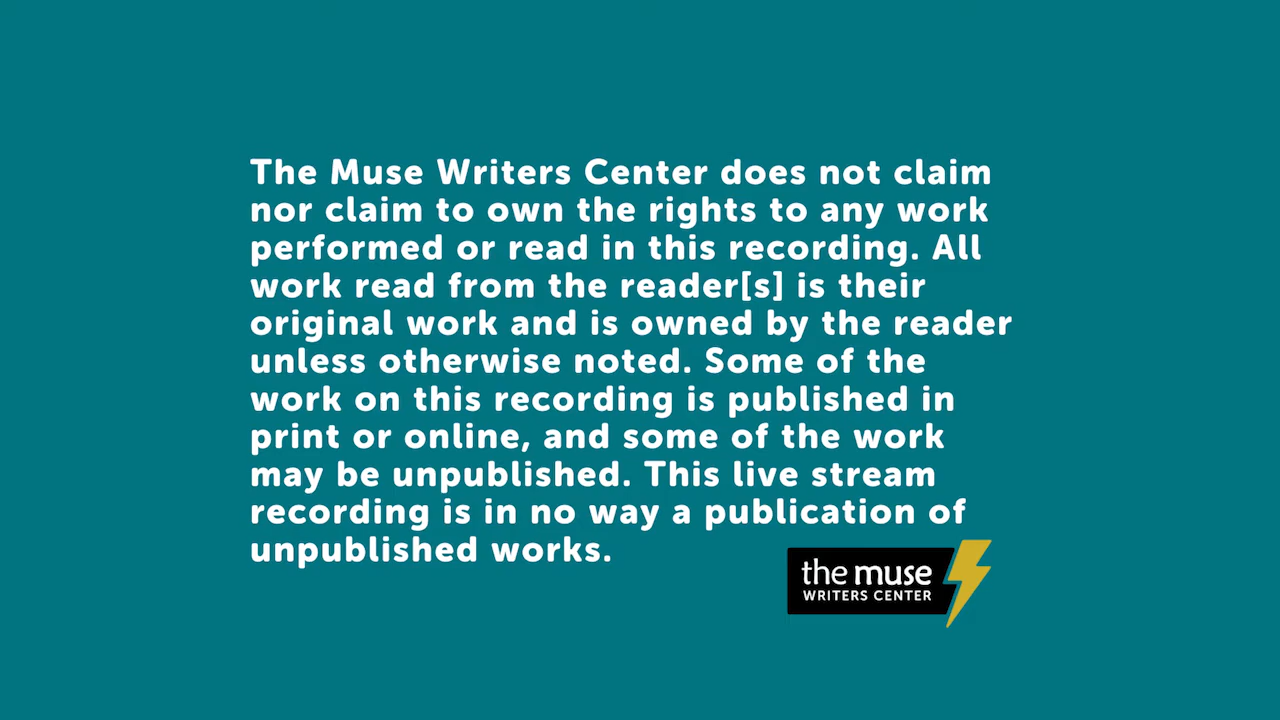 The Muse Writers Center does not claim
nor claim to own the rights to any work
performed or read in this recording. All
work read from the reader[s] is their
original work and is owned by the reader
unless otherwise noted. Some of the
work on this recording is published in
print or online, and some of the work
may be unpublished. This live stream
recording is in no way a publication of
unpublished works.
the muse
WRITERS CENTER